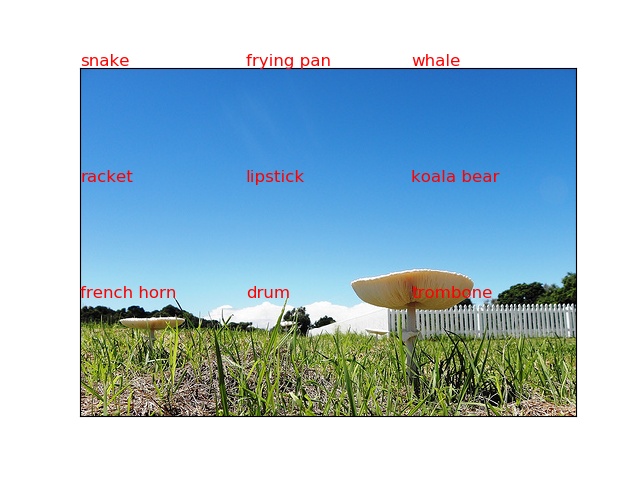 snake frying pan whale
racket lipstick koala bear
french horn drum trombone